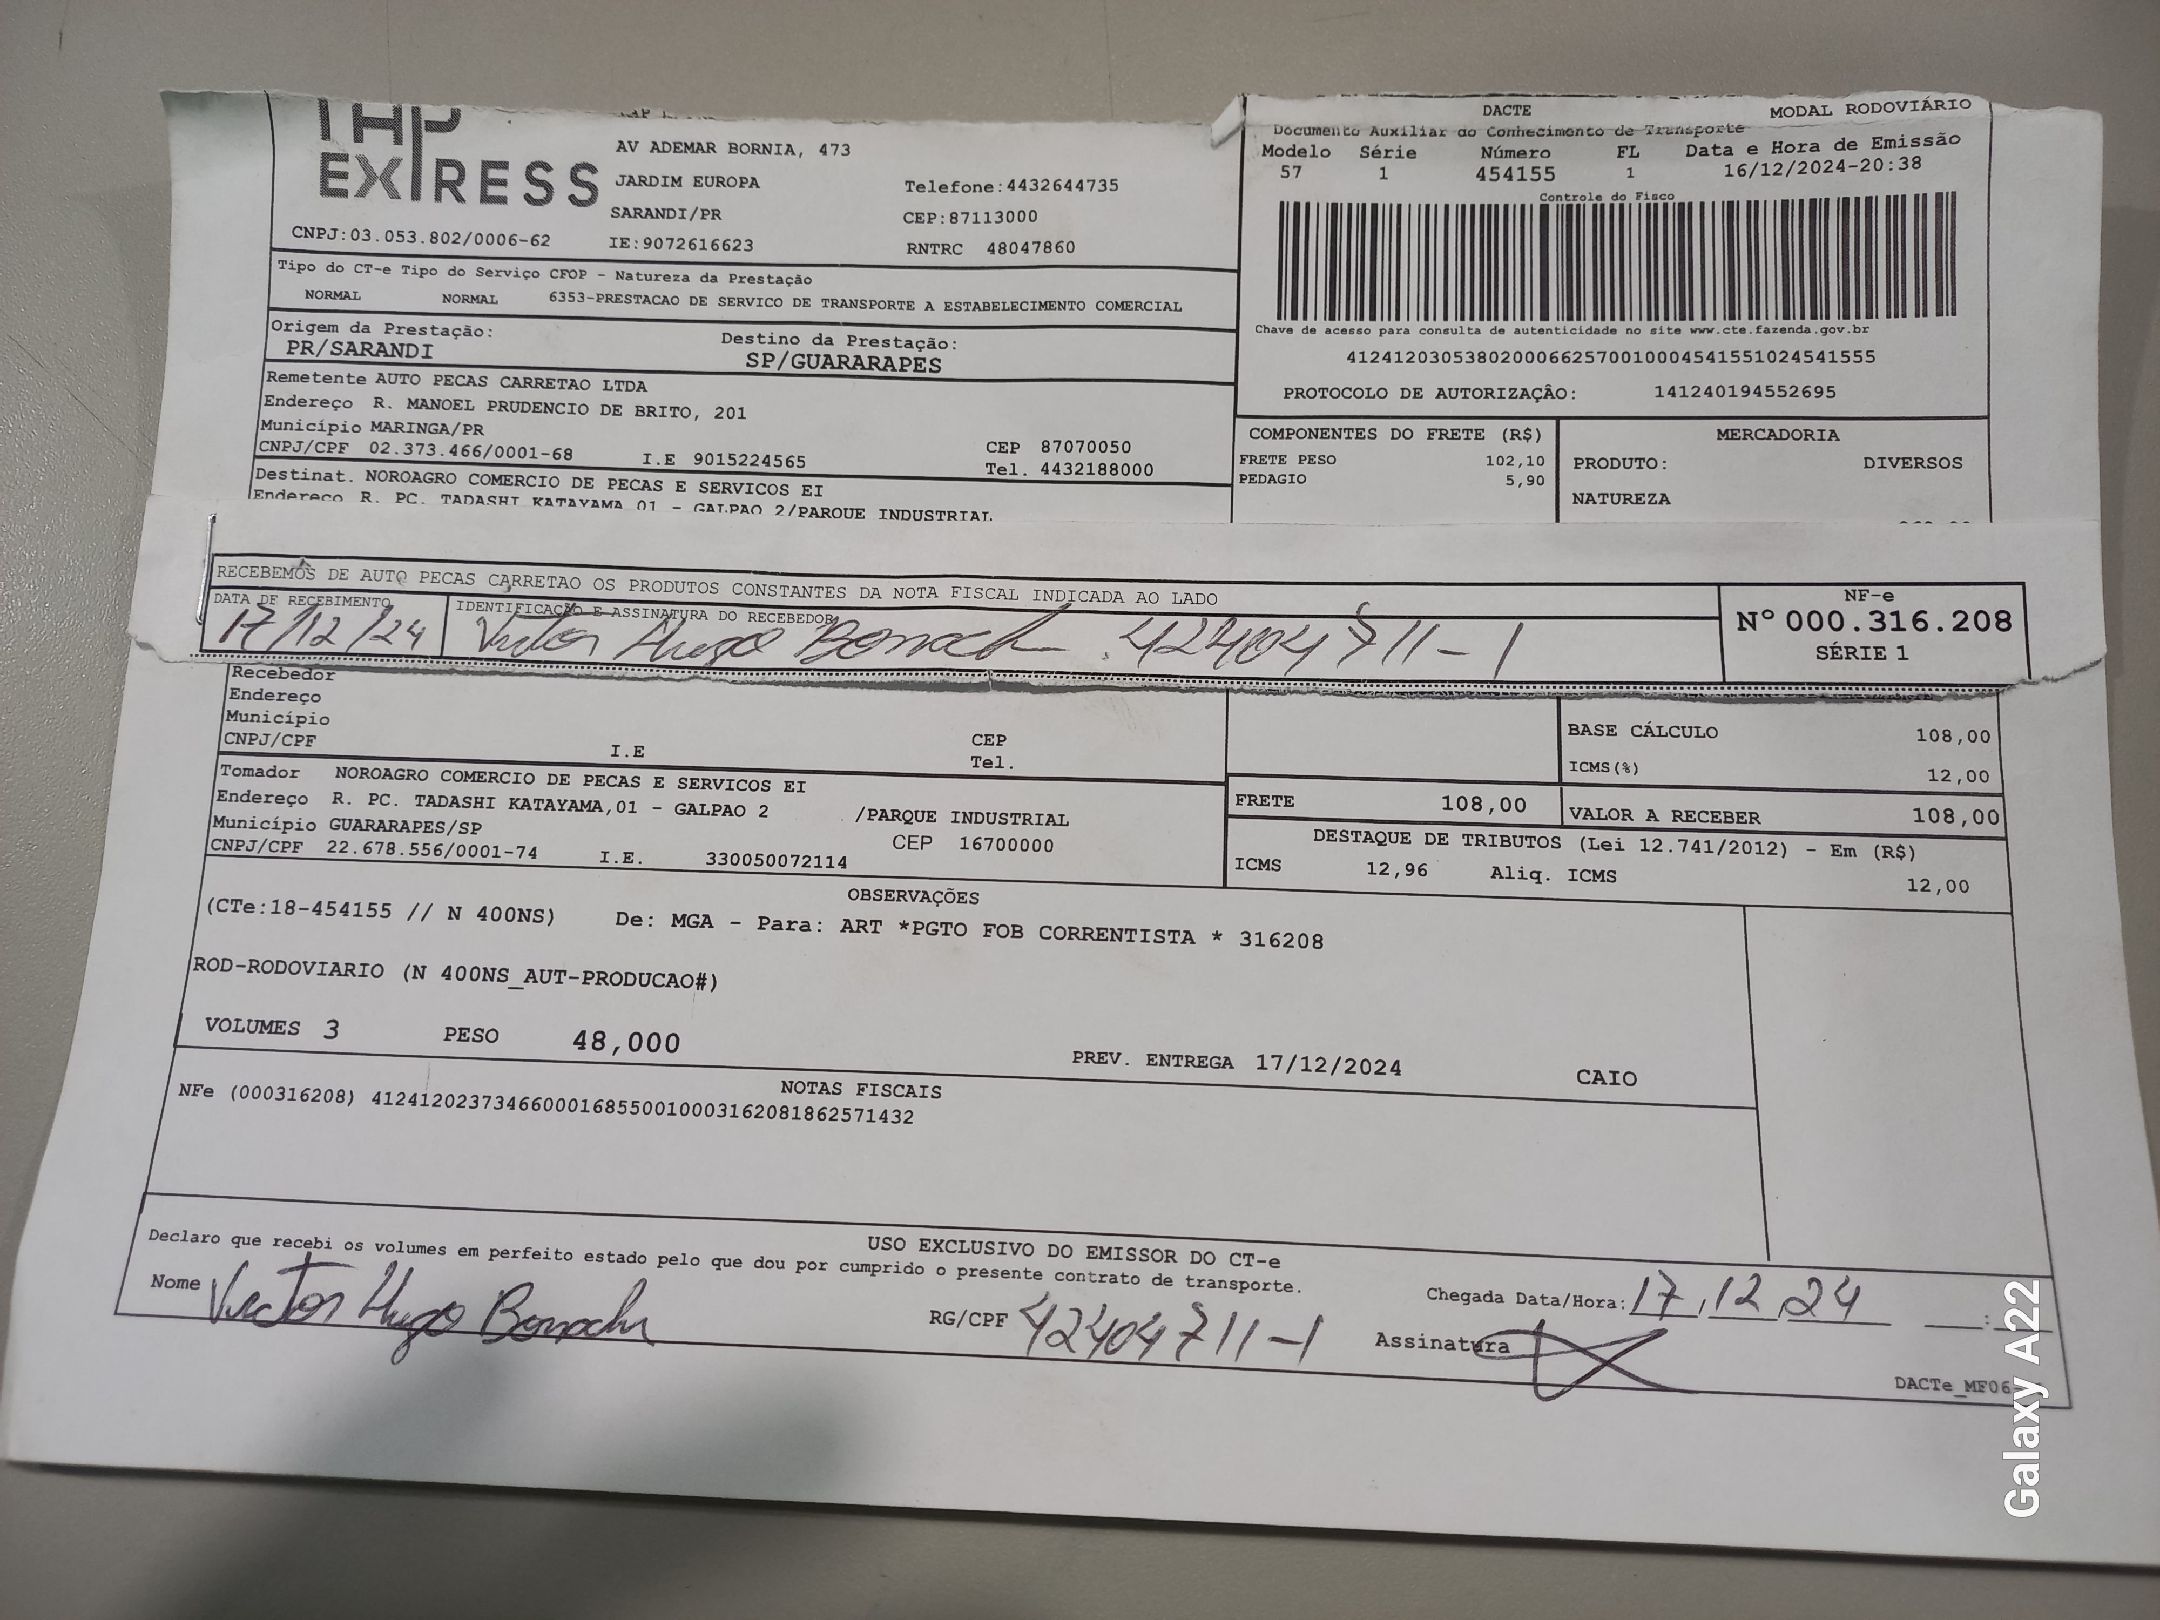 THP
EXPRESS
AV ADEMAR BORNIA, 473
JARDIM EUROPA
Telefone:4432644735
SARANDI/PR
CEP:87113000
CNPJ:03.053.802/0006-62
IE:9072616623
RNTRC 48047860
DACTE
MODAL RODOVIÁRIO
Documento Auxiliar do Conhecimento de Transporte
Modelo Série Número FL Data e Hora de Emissão
57 1 454155 1 16/12/2024-20:38
Controle do Fisco
Chave de acesso para consulta de autenticidade no site www.cte.fazenda.gov.br
41241203053802000662570010004541551024541555
PROTOCOLO DE AUTORIZAÇÂO: 141240194552695
Tipo do CT-e Tipo do Serviço CFOP - Natureza da Prestação
NORMAL NORMAL 6353-PRESTACAO DE SERVICO DE TRANSPORTE A ESTABELECIMENTO COMERCIAL
Origem da Prestação: Destino da Prestação:
PR/SARANDI SP/GUARARAPES
Remetente AUTO PECAS CARRETAO LTDA
Endereço R. MANOEL PRUDENCIO DE BRITO, 201
Município MARINGA/PR
CEP 87070050
CNPJ/CPF 02.373.466/0001-68 I.E 9015224565 Tel. 4432188000
Destinat. NOROAGRO COMERCIO DE PECAS E SERVICOS EI
Endereço R. PC. TADASHI KATAYAMA 01 - GALPAO 2/PARQUE INDUSTRIAL
COMPONENTES DO FRETE (R$)
FRETE PESO 102,10
PEDAGIO 5,90
MERCADORIA
PRODUTO: DIVERSOS
NATUREZA
RECEBEMOS DE AUTO PECAS CARRETAO OS PRODUTOS CONSTANTES DA NOTA FISCAL INDICADA AO LADO
DATA DE RECEBIMENTO
17/12/24
IDENTIFICAÇÃO E ASSINATURA DO RECEBEDOR
Victor Hugo 42404711-1
NF-e
Nº 000.316.208
SÉRIE 1
Recebedor
Endereço
Município
CNPJ/CPF I.E
CEP
Tel.
BASE CÁLCULO 108,00
ICMS(%) 12,00
Tomador NOROAGRO COMERCIO DE PECAS E SERVICOS EI
Endereço R. PC. TADASHI KATAYAMA,01 - GALPAO 2 /PARQUE INDUSTRIAL
Município GUARARAPES/SP
CEP 16700000
CNPJ/CPF 22.678.556/0001-74 I.E. 330050072114
FRETE 108,00
VALOR A RECEBER 108,00
DESTAQUE DE TRIBUTOS (Lei 12.741/2012) - Em (R$)
ICMS 12,96 Aliq. ICMS 12,00
OBSERVAÇÕES
(CTe:18-454155 // N 400NS) De: MGA - Para: ART *PGTO FOB CORRENTISTA * 316208
ROD-RODOVIARIO (N 400NS_AUT-PRODUCAO#)
VOLUMES 3 PESO 48,000 PREV. ENTREGA 17/12/2024 CAIO
NOTAS FISCAIS
NFe (000316208) 41241202373466000168550010003162081862571432
USO EXCLUSIVO DO EMISSOR DO CT-e
Declaro que recebi os volumes em perfeito estado pelo que dou por cumprido o presente contrato de transporte.
Nome Victor Hugo
RG/CPF 42404711-1
Chegada Data/Hora: 17,12,24 :
Assinatura
DACTe_MF06
Galaxy A22